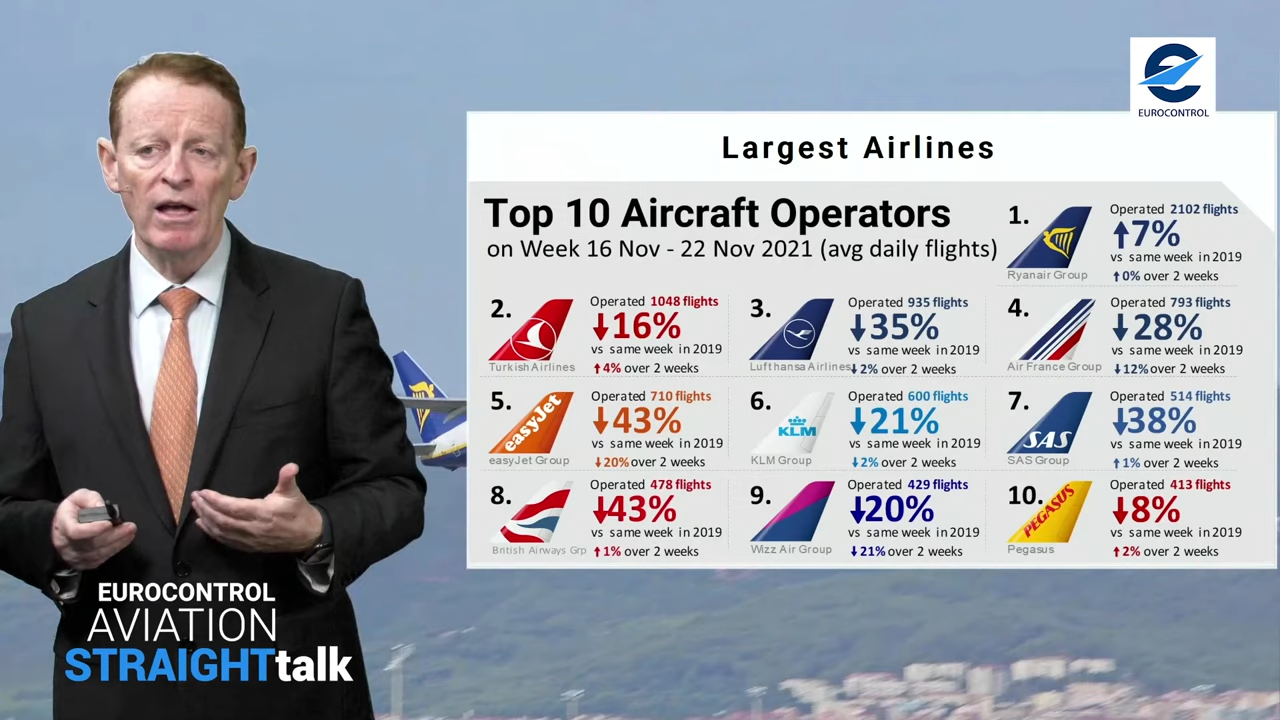 EUROCONTROL
Largest Airlines
Top 10 Aircraft Operators
on Week 16 Nov - 22 Nov 2021 (avg daily flights)
1.
Operated 2102 flights
↑7%
vs same week in 2019
↑0% over 2 weeks
Ryanair Group
2.
Operated 1048 flights
↓16%
vs same week in 2019
↑4% over 2 weeks
Turkish Airlines
3.
Operated 935 flights
↓35%
vs same week in 2019
↓2% over 2 weeks
Lufthansa Airlines
4.
Operated 793 flights
↓28%
vs same week in 2019
↓12% over 2 weeks
Air France Group
5.
easyJet
Operated 710 flights
↓43%
vs same week in 2019
↓20% over 2 weeks
easyJet Group
6.
KLM
Operated 600 flights
↓21%
vs same week in 2019
↓2% over 2 weeks
KLM Group
7.
SAS
Operated 514 flights
↓38%
vs same week in 2019
↑1% over 2 weeks
SAS Group
8.
Operated 478 flights
↓43%
vs same week in 2019
↑1% over 2 weeks
British Airways Grp
9.
Operated 429 flights
↓20%
vs same week in 2019
↓21% over 2 weeks
Wizz Air Group
10.
PEGASUS
Operated 413 flights
↓8%
vs same week in 2019
↑2% over 2 weeks
Pegasus
EUROCONTROL
AVIATION
STRAIGHTtalk